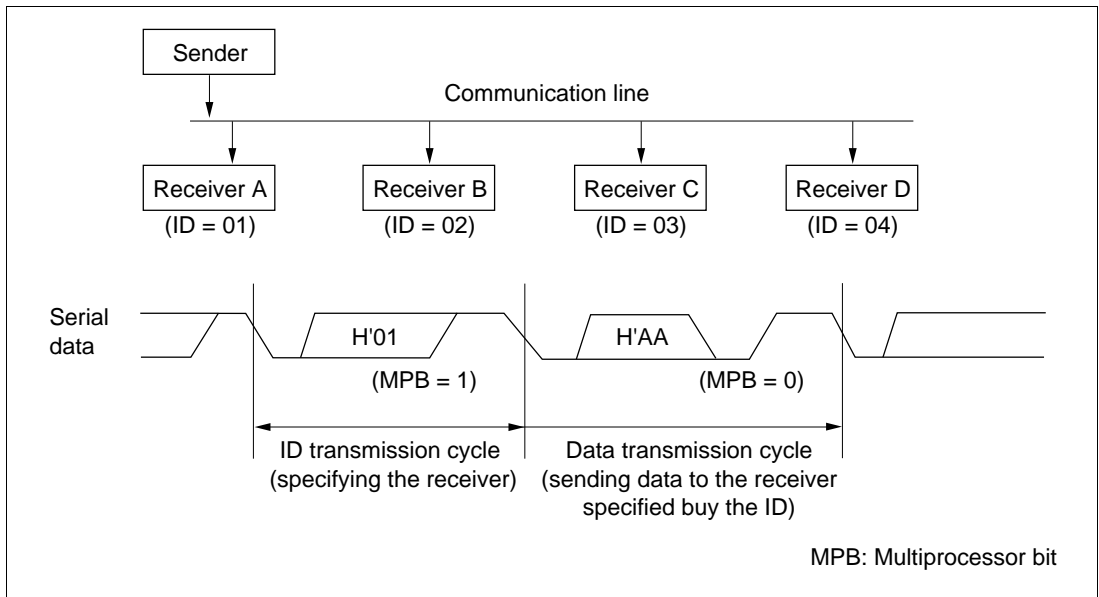 Sender
Communication line
Receiver A
(ID = 01)
Receiver B
(ID = 02)
Receiver C
(ID = 03)
Receiver D
(ID = 04)
Serial
data
H'01
H'AA
(MPB = 1)
(MPB = 0)
ID transmission cycle
(specifying the receiver)
Data transmission cycle
(sending data to the receiver
specified buy the ID)
MPB: Multiprocessor bit